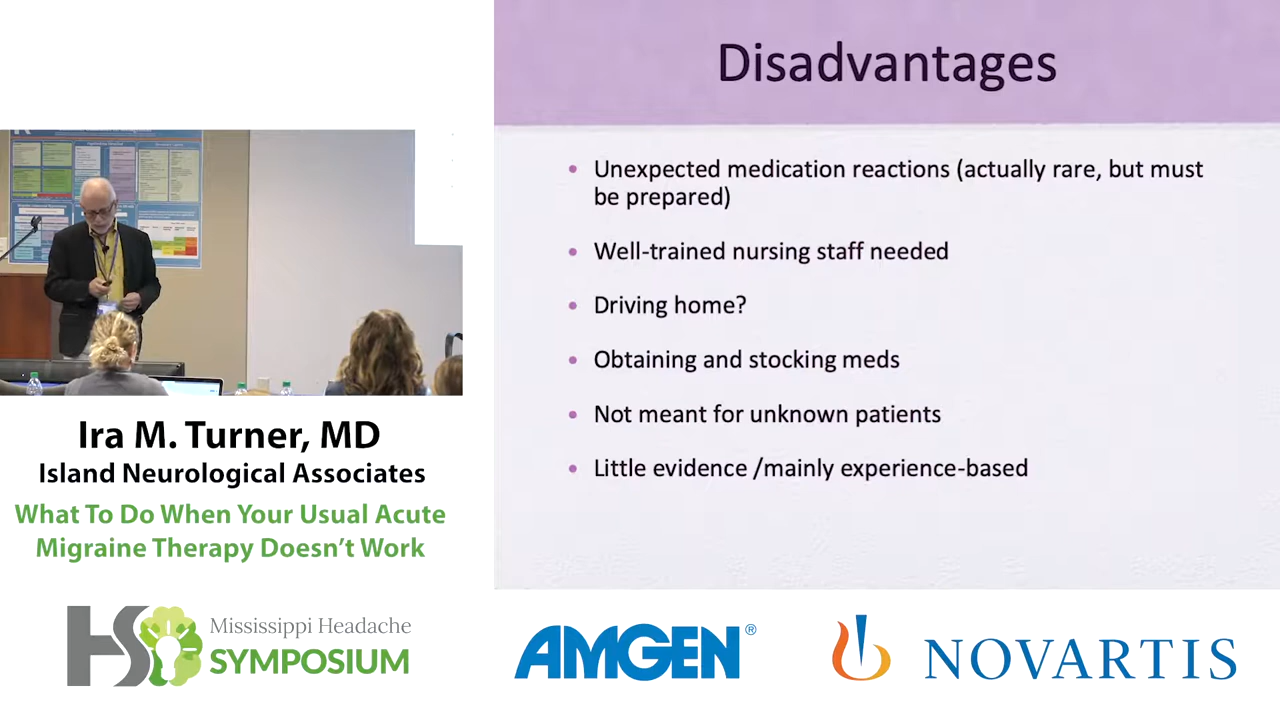 Disadvantages
• Unexpected medication reactions (actually rare, but must
be prepared)
• Well-trained nursing staff needed
• Driving home?
• Obtaining and stocking meds
• Not meant for unknown patients
• Little evidence /mainly experience-based
Ira M. Turner, MD
Island Neurological Associates
What To Do When Your Usual Acute
Migraine Therapy Doesn't Work
HS
Mississippi Headache
SYMPOSIUM
AMGEN®
NOVARTIS